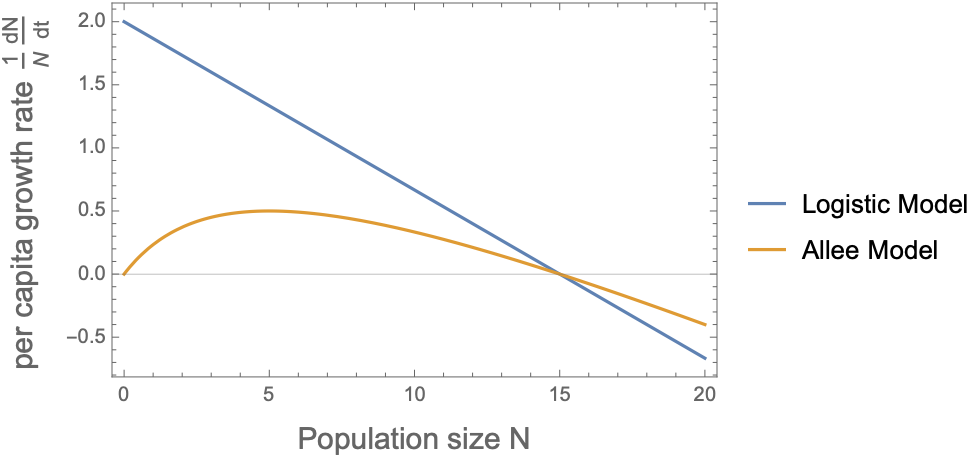 per capita growth rate 1/N dN/dt
2.0
1.5
1.0
0.5
0.0
−0.5
0 5 10 15 20
Population size N
Logistic Model
Allee Model